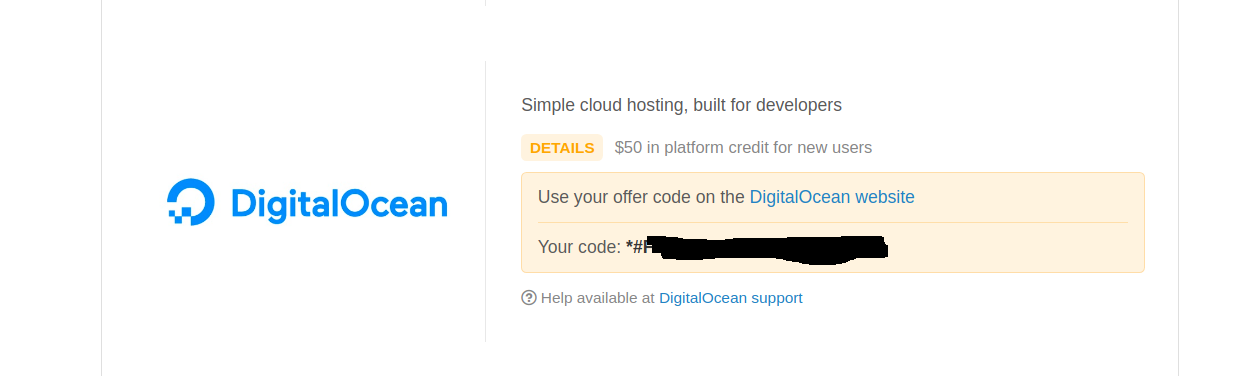 Simple cloud hosting, built for developers
DETAILS $50 in platform credit for new users
DigitalOcean
Use your offer code on the DigitalOcean website
Your code: *#
Help available at DigitalOcean support